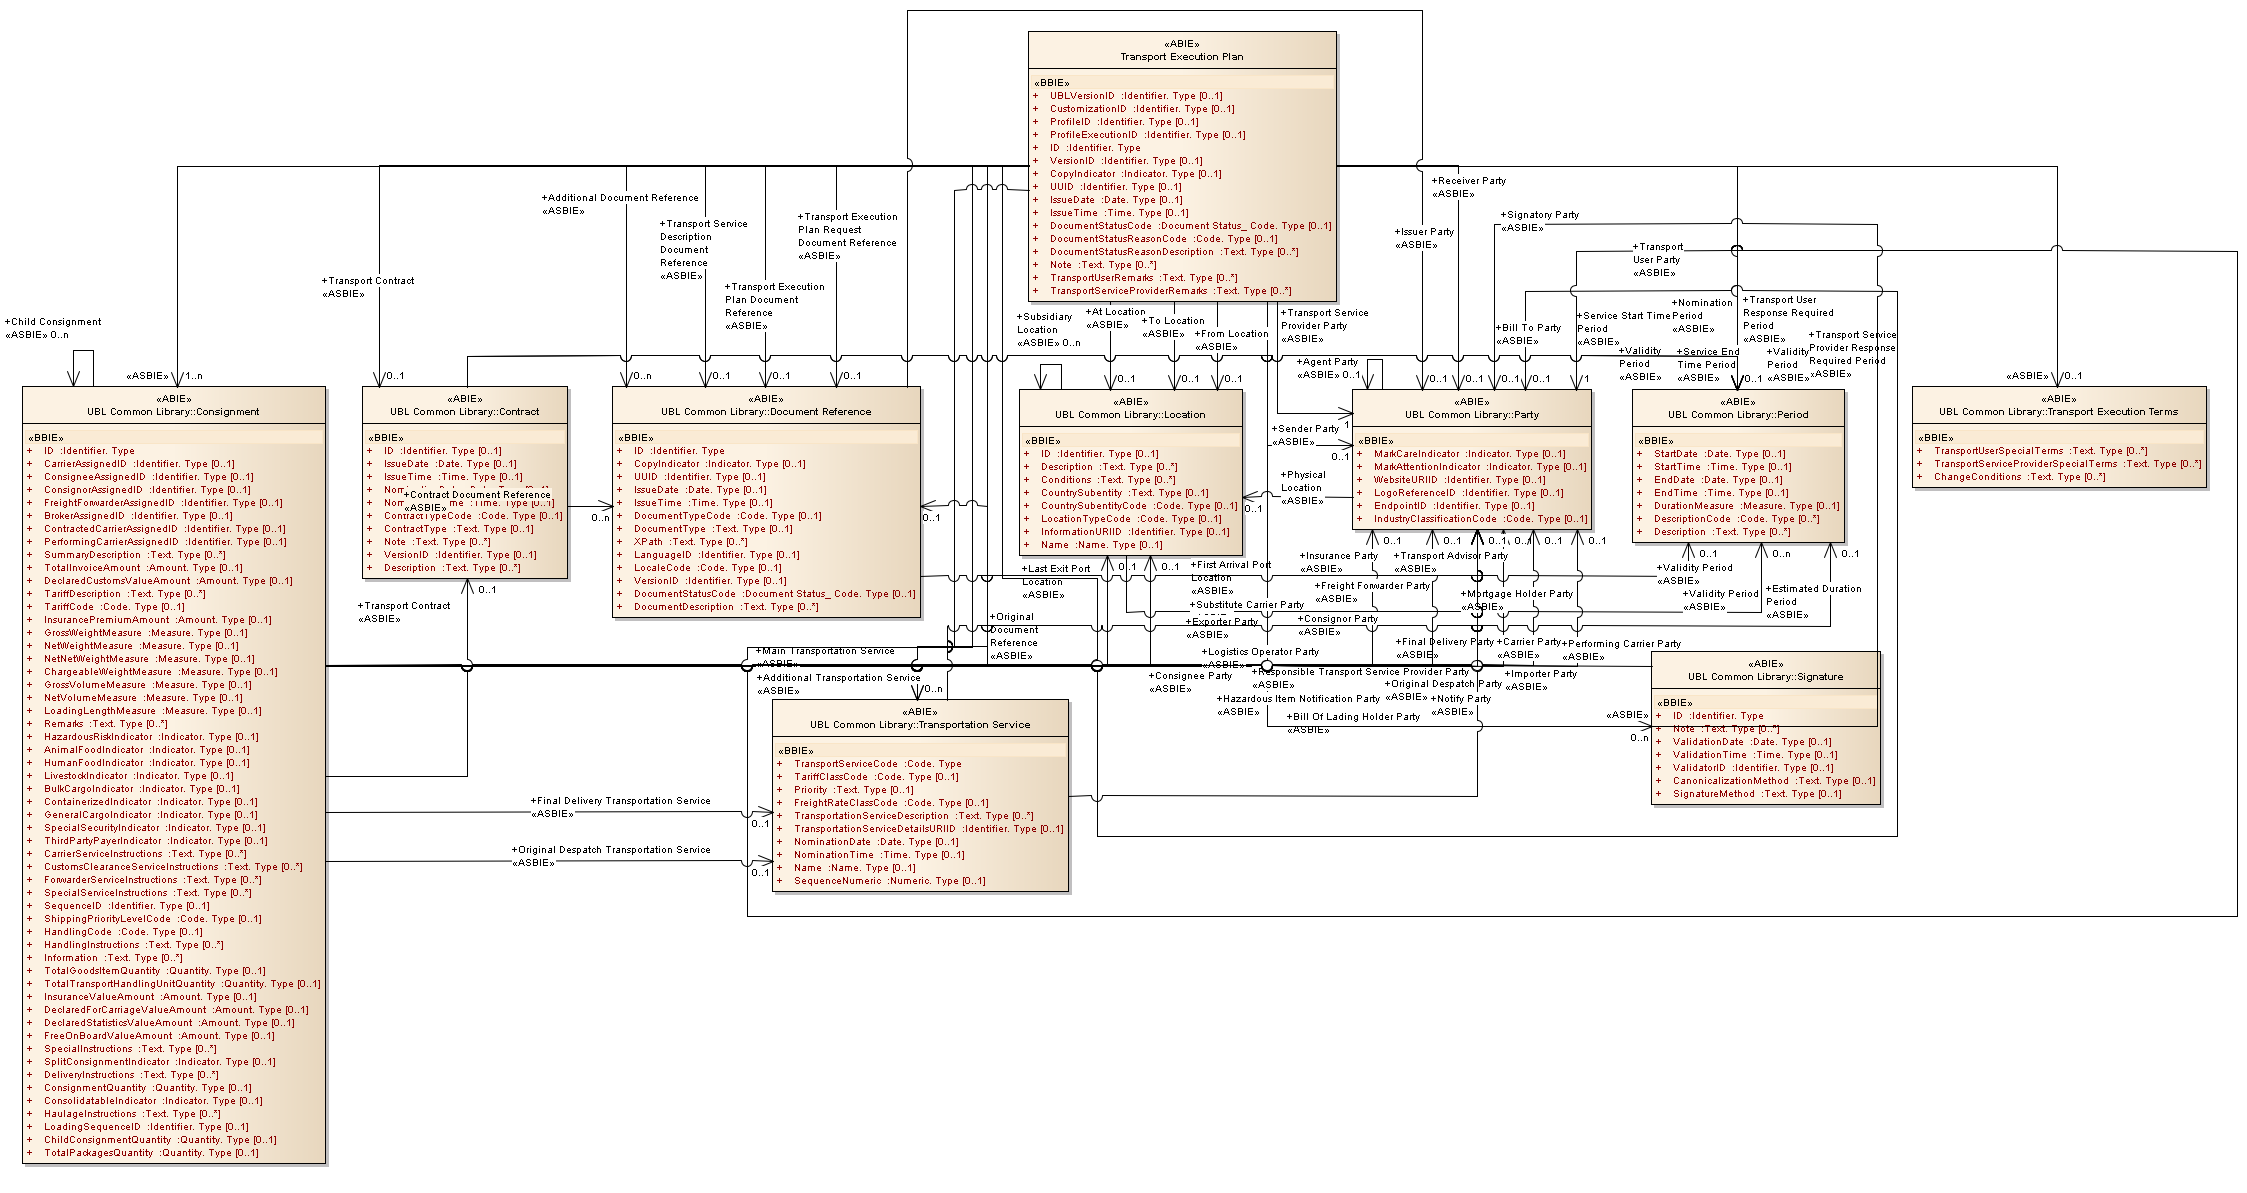 «ABIE»
Transport Execution Plan
«BBIE»
+ UBLVersionID :Identifier. Type [0..1]
+ CustomizationID :Identifier. Type [0..1]
+ ProfileID :Identifier. Type [0..1]
+ ProfileExecutionID :Identifier. Type [0..1]
+ ID :Identifier. Type
+ VersionID :Identifier. Type [0..1]
+ CopyIndicator :Indicator. Type [0..1]
+ UUID :Identifier. Type [0..1]
+ IssueDate :Date. Type [0..1]
+ IssueTime :Time. Type [0..1]
+ DocumentStatusCode :Document Status_ Code. Type [0..1]
+ DocumentStatusReasonCode :Code. Type [0..1]
+ DocumentStatusReasonDescription :Text. Type [0..*]
+ Note :Text. Type [0..*]
+ TransportUserRemarks :Text. Type [0..*]
+ TransportServiceProviderRemarks :Text. Type [0..*]
+Additional Document Reference
«ASBIE»
+Transport Service
Description
Document
Reference
«ASBIE»
+Transport Execution
Plan Request
Document Reference
«ASBIE»
+Transport Execution
Plan Document
Reference
«ASBIE»
+Transport Contract
«ASBIE»
+Child Consignment
«ASBIE» 0..n
«ASBIE»
1..n
0..1
0..n
0..1
0..1
0..1
+Receiver Party
«ASBIE»
+Signatory Party
«ASBIE»
+Issuer Party
«ASBIE»
+Transport
User Party
«ASBIE»
+Subsidiary
Location
«ASBIE» 0..n
+At Location
«ASBIE»
+To Location
«ASBIE»
+From Location
«ASBIE»
+Transport Service
Provider Party
«ASBIE»
+Agent Party
«ASBIE» 0..1
+Bill To Party
«ASBIE»
+Service Start Time
Period
«ASBIE»
+Nomination
Period
«ASBIE»
+Transport User
Response Required
Period
«ASBIE»
+Transport Service
Provider Response
Required Period
«ASBIE»
+Validity
Period
«ASBIE»
+Service End
Time Period
«ASBIE»
+Validity
Period
«ASBIE»
0..1
0..1
0..1
0..1
0..1
0..1
0..1
1
0..1
«ASBIE»
0..1
«ABIE»
UBL Common Library::Consignment
«BBIE»
+ ID :Identifier. Type
+ CarrierAssignedID :Identifier. Type [0..1]
+ ConsigneeAssignedID :Identifier. Type [0..1]
+ ConsignorAssignedID :Identifier. Type [0..1]
+ FreightForwarderAssignedID :Identifier. Type [0..1]
+ BrokerAssignedID :Identifier. Type [0..1]
+ ContractedCarrierAssignedID :Identifier. Type [0..1]
+ PerformingCarrierAssignedID :Identifier. Type [0..1]
+ SummaryDescription :Text. Type [0..*]
+ TotalInvoiceAmount :Amount. Type [0..1]
+ DeclaredCustomsValueAmount :Amount. Type [0..1]
+ TariffDescription :Text. Type [0..*]
+ TariffCode :Code. Type [0..1]
+ InsurancePremiumAmount :Amount. Type [0..1]
+ GrossWeightMeasure :Measure. Type [0..1]
+ NetWeightMeasure :Measure. Type [0..1]
+ NetNetWeightMeasure :Measure. Type [0..1]
+ ChargeableWeightMeasure :Measure. Type [0..1]
+ GrossVolumeMeasure :Measure. Type [0..1]
+ NetVolumeMeasure :Measure. Type [0..1]
+ LoadingLengthMeasure :Measure. Type [0..1]
+ Remarks :Text. Type [0..*]
+ HazardousRiskIndicator :Indicator. Type [0..1]
+ AnimalFoodIndicator :Indicator. Type [0..1]
+ HumanFoodIndicator :Indicator. Type [0..1]
+ LivestockIndicator :Indicator. Type [0..1]
+ BulkCargoIndicator :Indicator. Type [0..1]
+ ContainerizedIndicator :Indicator. Type [0..1]
+ GeneralCargoIndicator :Indicator. Type [0..1]
+ SpecialSecurityIndicator :Indicator. Type [0..1]
+ ThirdPartyPayerIndicator :Indicator. Type [0..1]
+ CarrierServiceInstructions :Text. Type [0..*]
+ CustomsClearanceServiceInstructions :Text. Type [0..*]
+ ForwarderServiceInstructions :Text. Type [0..*]
+ SpecialServiceInstructions :Text. Type [0..*]
+ SequenceID :Identifier. Type [0..1]
+ ShippingPriorityLevelCode :Code. Type [0..1]
+ HandlingCode :Code. Type [0..1]
+ HandlingInstructions :Text. Type [0..*]
+ Information :Text. Type [0..*]
+ TotalGoodsItemQuantity :Quantity. Type [0..1]
+ TotalTransportHandlingUnitQuantity :Quantity. Type [0..1]
+ InsuranceValueAmount :Amount. Type [0..1]
+ DeclaredForCarriageValueAmount :Amount. Type [0..1]
+ DeclaredStatisticsValueAmount :Amount. Type [0..1]
+ FreeOnBoardValueAmount :Amount. Type [0..1]
+ SpecialInstructions :Text. Type [0..*]
+ SplitConsignmentIndicator :Indicator. Type [0..1]
+ DeliveryInstructions :Text. Type [0..*]
+ ConsignmentQuantity :Quantity. Type [0..1]
+ ConsolidatableIndicator :Indicator. Type [0..1]
+ HaulageInstructions :Text. Type [0..*]
+ LoadingSequenceID :Identifier. Type [0..1]
+ ChildConsignmentQuantity :Quantity. Type [0..1]
+ TotalPackagesQuantity :Quantity. Type [0..1]
«ABIE»
UBL Common Library::Contract
«BBIE»
+ ID :Identifier. Type [0..1]
+ IssueDate :Date. Type [0..1]
+ IssueTime :Time. Type [0..1]
+Contract Document Reference
«ASBIE»
0..n
+ ContractTypeCode :Code. Type [0..1]
+ ContractType :Text. Type [0..1]
+ Note :Text. Type [0..*]
+ VersionID :Identifier. Type [0..1]
+ Description :Text. Type [0..*]
+Transport Contract
«ASBIE»
0..1
«ABIE»
UBL Common Library::Document Reference
«BBIE»
+ ID :Identifier. Type
+ CopyIndicator :Indicator. Type [0..1]
+ UUID :Identifier. Type [0..1]
+ IssueDate :Date. Type [0..1]
+ IssueTime :Time. Type [0..1]
+ DocumentTypeCode :Code. Type [0..1]
+ DocumentType :Text. Type [0..1]
+ XPath :Text. Type [0..*]
+ LanguageID :Identifier. Type [0..1]
+ LocaleCode :Code. Type [0..1]
+ VersionID :Identifier. Type [0..1]
+ DocumentStatusCode :Document Status_ Code. Type [0..1]
+ DocumentDescription :Text. Type [0..*]
0..1
«ABIE»
UBL Common Library::Location
«BBIE»
+ ID :Identifier. Type [0..1]
+ Description :Text. Type [0..*]
+ Conditions :Text. Type [0..*]
+ CountrySubentity :Text. Type [0..1]
+ CountrySubentityCode :Code. Type [0..1]
+ LocationTypeCode :Code. Type [0..1]
+ InformationURIID :Identifier. Type [0..1]
+ Name :Name. Type [0..1]
+Sender Party
«ASBIE»
1
0..1
+Physical
Location
«ASBIE»
0..1
«ABIE»
UBL Common Library::Party
«BBIE»
+ MarkCareIndicator :Indicator. Type [0..1]
+ MarkAttentionIndicator :Indicator. Type [0..1]
+ WebsiteURIID :Identifier. Type [0..1]
+ LogoReferenceID :Identifier. Type [0..1]
+ EndpointID :Identifier. Type [0..1]
+ IndustryClassificationCode :Code. Type [0..1]
«ABIE»
UBL Common Library::Period
«BBIE»
+ StartDate :Date. Type [0..1]
+ StartTime :Time. Type [0..1]
+ EndDate :Date. Type [0..1]
+ EndTime :Time. Type [0..1]
+ DurationMeasure :Measure. Type [0..1]
+ DescriptionCode :Code. Type [0..*]
+ Description :Text. Type [0..*]
«ABIE»
UBL Common Library::Transport Execution Terms
«BBIE»
+ TransportUserSpecialTerms :Text. Type [0..*]
+ TransportServiceProviderSpecialTerms :Text. Type [0..*]
+ ChangeConditions :Text. Type [0..*]
0..1
0..1
0..1
0..1
0..1
0..1
0..1
0..n
0..1
+Last Exit Port
Location
«ASBIE»
0..1
+First Arrival Port
Location
«ASBIE»
0..1
+Insurance Party
«ASBIE»
+Transport Advisor Party
«ASBIE»
+Freight Forwarder Party
«ASBIE»
+Mortgage Holder Party
«ASBIE»
+Validity Period
«ASBIE»
+Validity Period
«ASBIE»
+Estimated Duration
Period
«ASBIE»
+Substitute Carrier Party
+Exporter Party
«ASBIE»
+Consignor Party
«ASBIE»
+Original
Document
Reference
«ASBIE»
+Final Delivery Party
«ASBIE»
+Carrier Party
«ASBIE»
+Performing Carrier Party
«ASBIE»
+Logistics Operator Party
«ASBIE»
+Main Transportation Service
«ASBIE»
+Additional Transportation Service
«ASBIE»
0..n
+Consignee Party
«ASBIE»
+Responsible Transport Service Provider Party
«ASBIE»
+Original Despatch Party
«ASBIE»
+Importer Party
«ASBIE»
+Hazardous Item Notification Party
«ASBIE»
+Notify Party
«ASBIE»
+Bill Of Lading Holder Party
«ASBIE»
«ASBIE»
0..n
«ABIE»
UBL Common Library::Signature
«BBIE»
+ ID :Identifier. Type
+ Note :Text. Type [0..*]
+ ValidationDate :Date. Type [0..1]
+ ValidationTime :Time. Type [0..1]
+ ValidatorID :Identifier. Type [0..1]
+ CanonicalizationMethod :Text. Type [0..1]
+ SignatureMethod :Text. Type [0..1]
«ABIE»
UBL Common Library::Transportation Service
«BBIE»
+ TransportServiceCode :Code. Type
+ TariffClassCode :Code. Type [0..1]
+ Priority :Text. Type [0..1]
+ FreightRateClassCode :Code. Type [0..1]
+ TransportationServiceDescription :Text. Type [0..*]
+ TransportationServiceDetailsURIID :Identifier. Type [0..1]
+ NominationDate :Date. Type [0..1]
+ NominationTime :Time. Type [0..1]
+ Name :Name. Type [0..1]
+ SequenceNumeric :Numeric. Type [0..1]
+Final Delivery Transportation Service
«ASBIE»
0..1
+Original Despatch Transportation Service
«ASBIE»
0..1